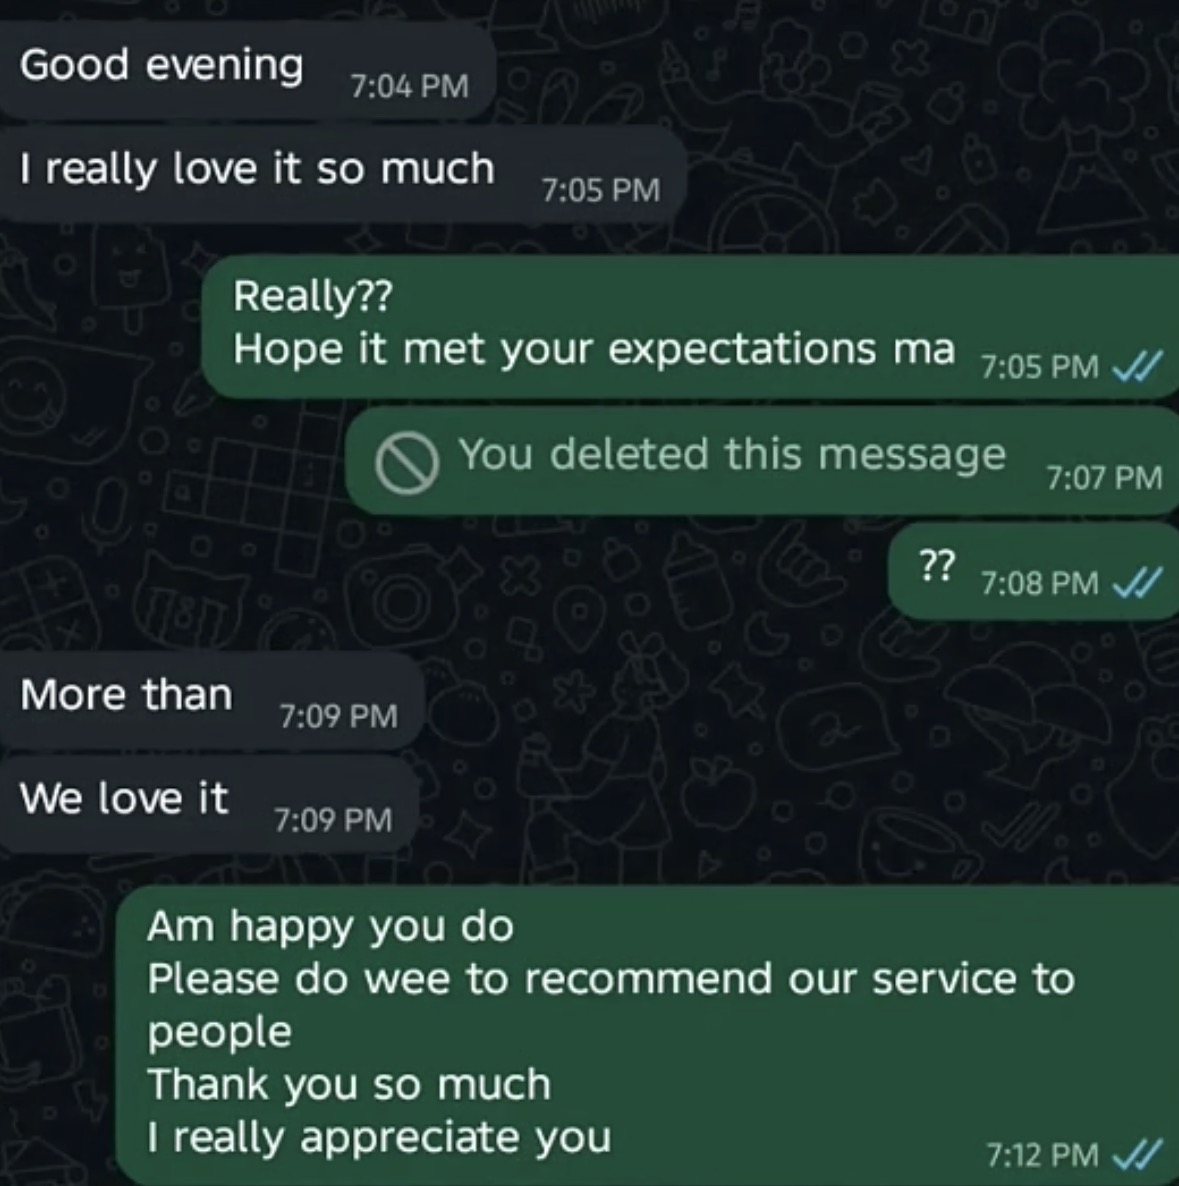 Good evening 7:04 PM
I really love it so much 7:05 PM
Really??
Hope it met your expectations ma 7:05 PM
You deleted this message 7:07 PM
?? 7:08 PM
More than 7:09 PM
We love it 7:09 PM
Am happy you do
Please do wee to recommend our service to
people
Thank you so much
I really appreciate you 7:12 PM